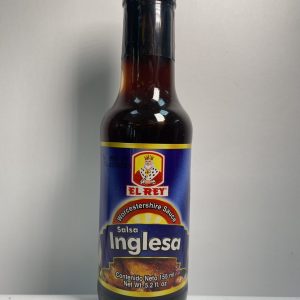 EL REY
Worcestershire Sauce
Salsa
Inglesa
Contenido Neto 150 ml
Net Wt. 5.2 fl. oz